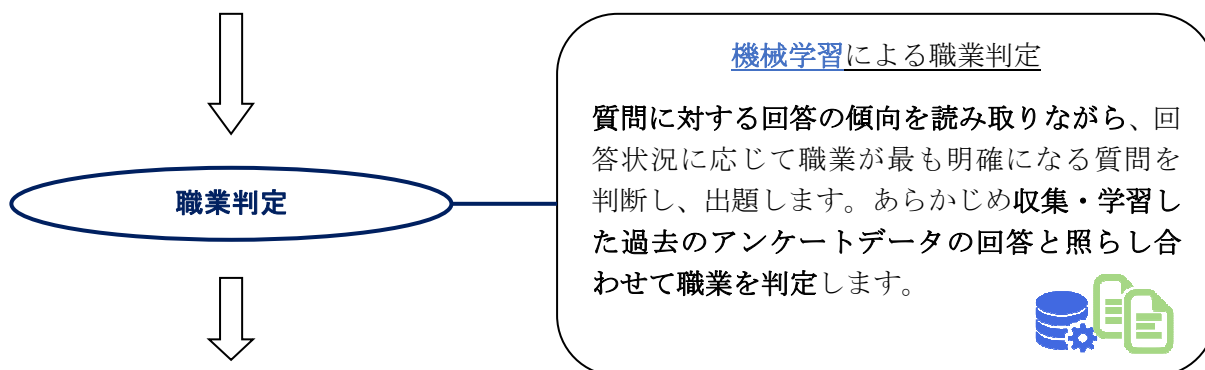 職業判定
機械学習による職業判定
質問に対する回答の傾向を読み取りながら、回
答状況に応じて職業が最も明確になる質問を
判断し、出題します。あらかじめ収集・学習し
た過去のアンケートデータの回答と照らし合
わせて職業を判定します。